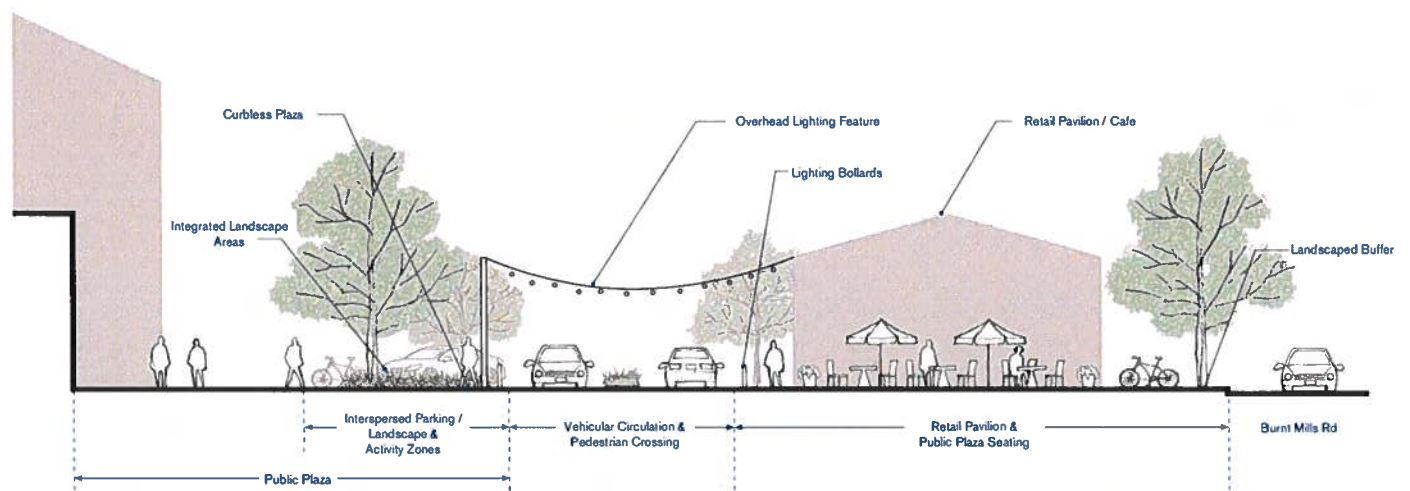 Curbless Plaza
Overhead Lighting Feature
Retail Pavilion / Cafe
Lighting Bollards
Integrated Landscape
Areas
Landscaped Buffer
Interspersed Parking /
Landscape &
Activity Zones
Vehicular Circulation &
Pedestrian Crossing
Retail Pavilion &
Public Plaza Seating
Burnt Mills Rd
Public Plaza